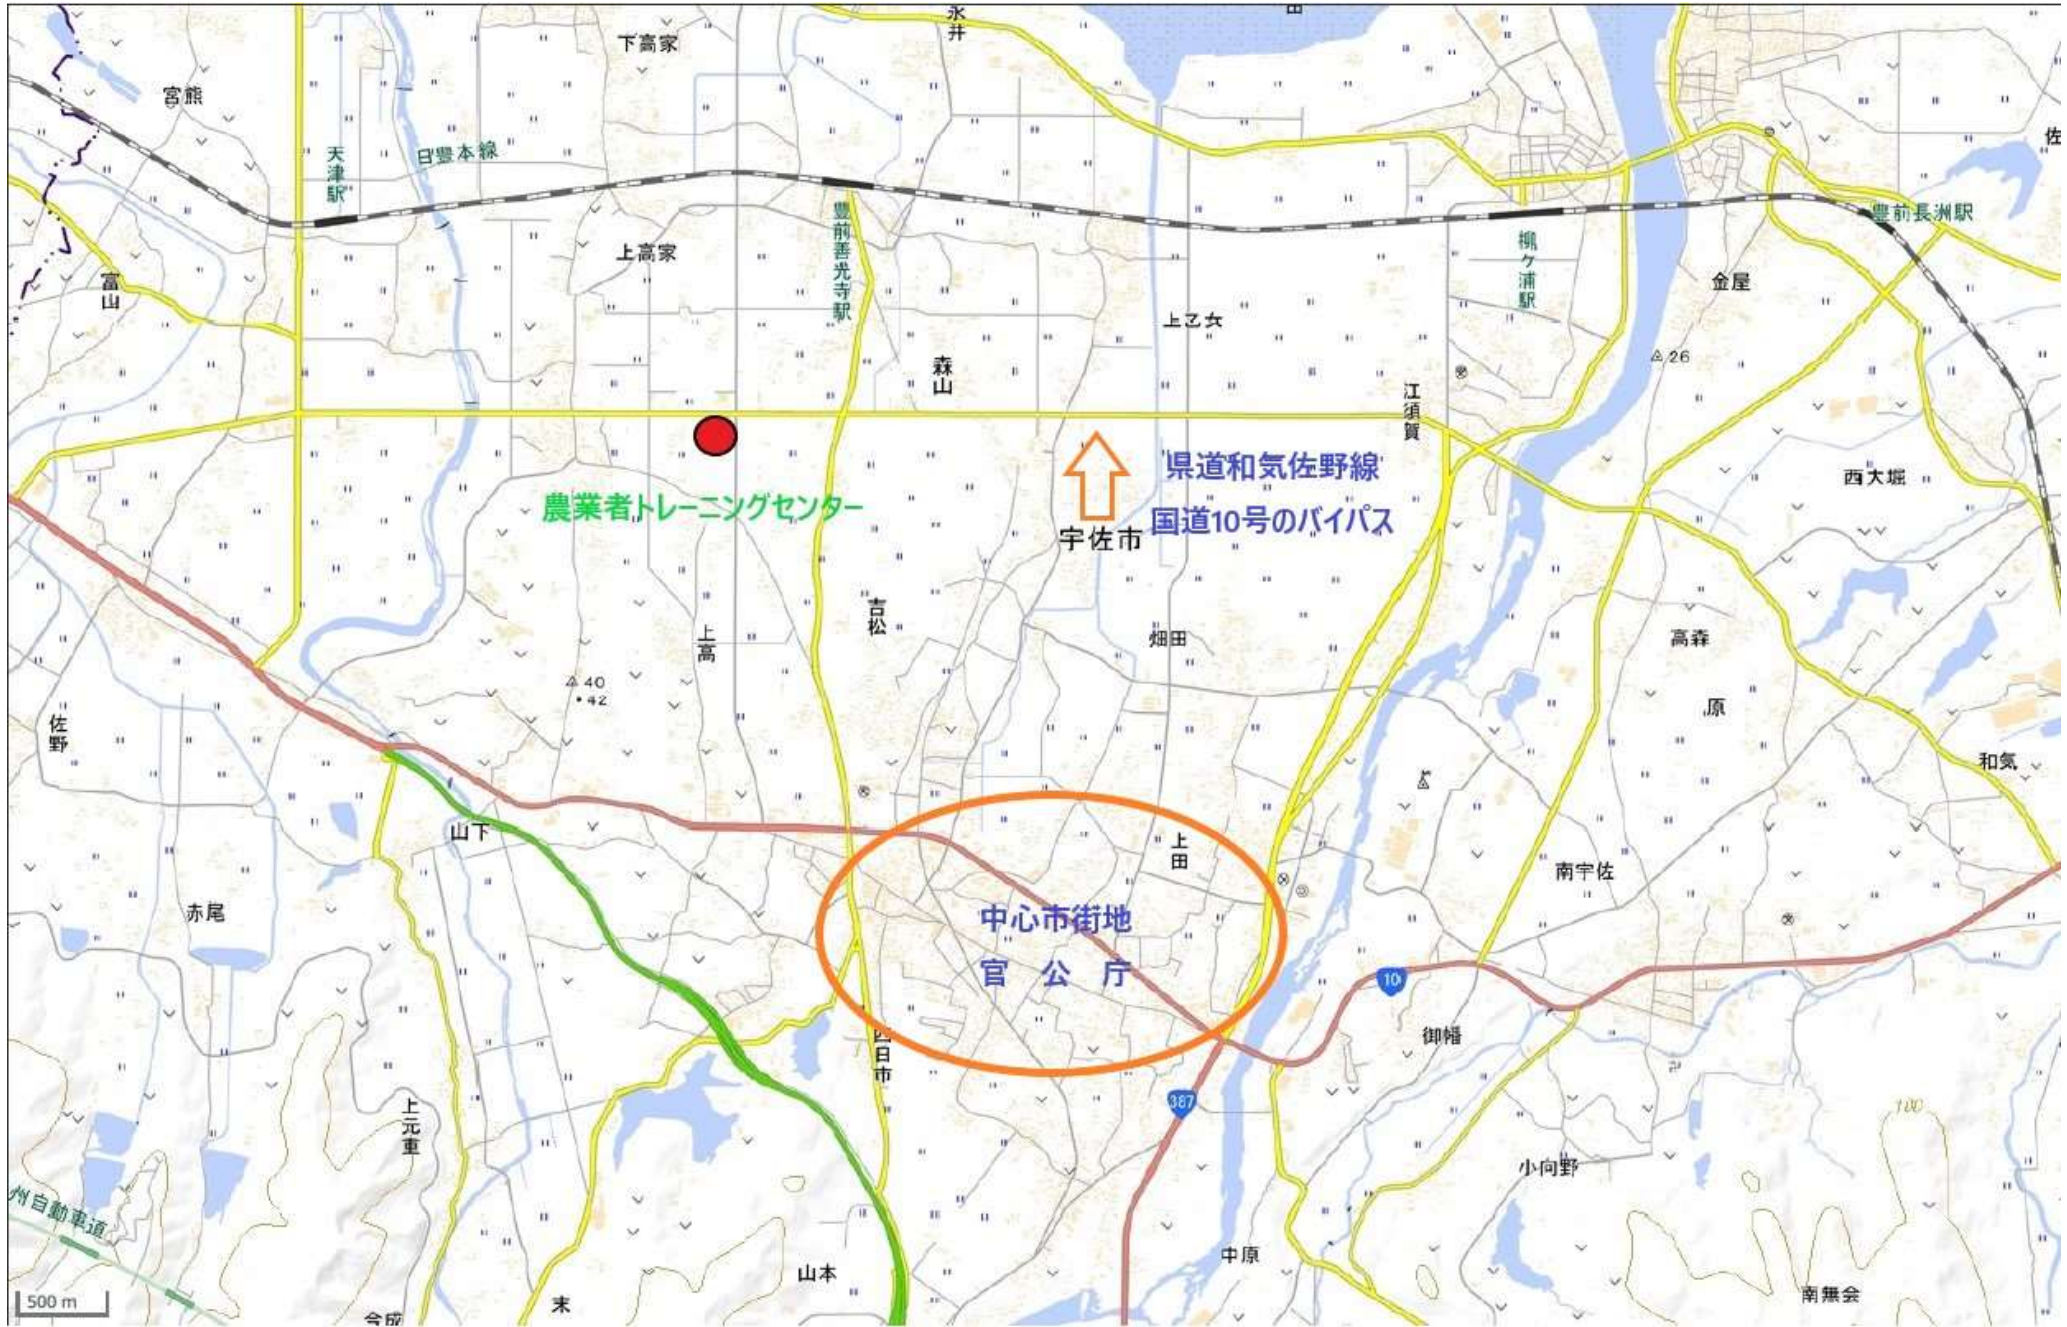 永井
田
下高家
宮熊
佐
天津駅
日豊本線
豊前善光寺駅
豊前長洲駅
柳ヶ浦駅
上高家
富山
金屋
上乙女
森山
26
江須賀
県道和気佐野線
西大堀
農業者トレーニングセンター
国道10号のバイパス
宇佐市
吉松
上高
畑田
高森
40
42
原
佐野
和気
山下
上田
南宇佐
赤尾
中心市街地
官公庁
10
御幡
四日市
387
上元重
100
小向野
州自動車道
中原
山本
南無会
500 m
末
今成